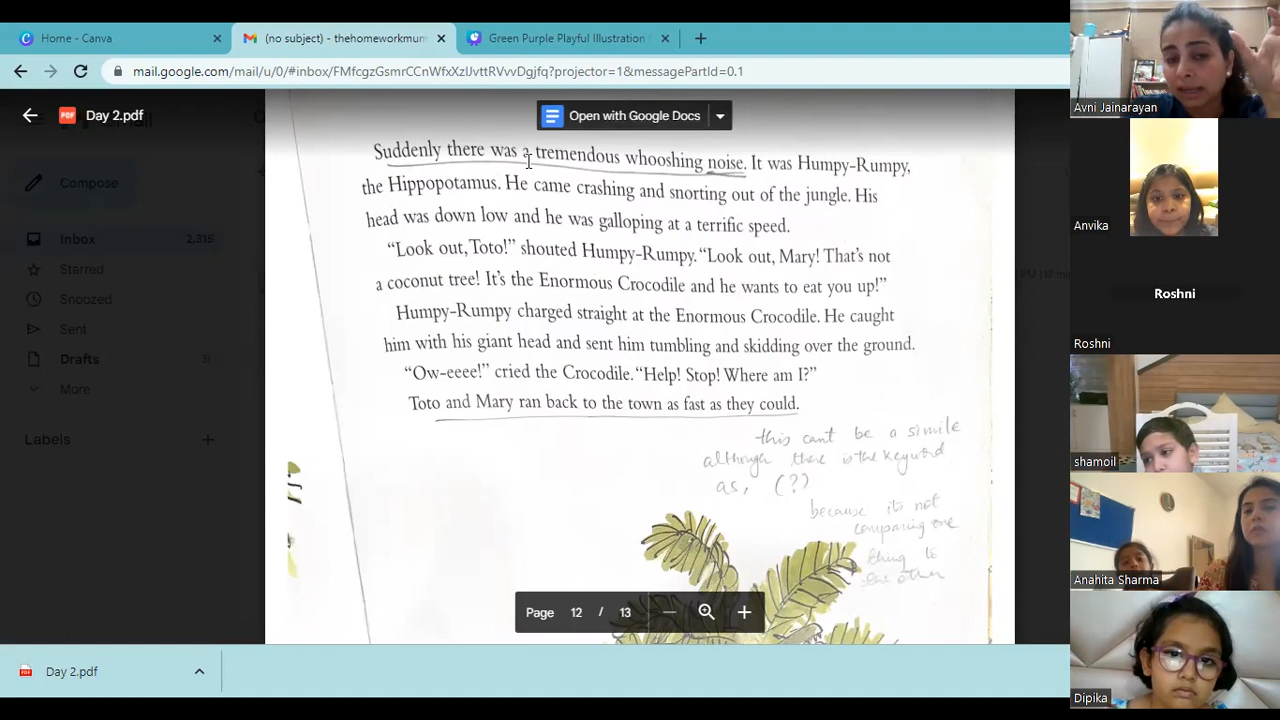 Home - Canva
(no subject) - thehomeworkmum
Green Purple Playful Illustration
mail.google.com/mail/u/0/#inbox/FMfcgzGsmrCCnWfXzlJvttRVvvDgjfq?projector=1&messagePartId=0.1
Day 2.pdf
Open with Google Docs
Compose
Inbox 2,316
Starred
Snoozed
Sent
Drafts
More
Labels
Suddenly there was a tremendous whooshing noise. It was Humpy-Rumpy,
the Hippopotamus. He came crashing and snorting out of the jungle. His
head was down low and he was galloping at a terrific speed.
“Look out, Toto!” shouted Humpy-Rumpy. “Look out, Mary! That’s not
a coconut tree! It’s the Enormous Crocodile and he wants to eat you up!”
Humpy-Rumpy charged straight at the Enormous Crocodile. He caught
him with his giant head and sent him tumbling and skidding over the ground.
“Ow-eeee!” cried the Crocodile. “Help! Stop! Where am I?”
Toto and Mary ran back to the town as fast as they could.
this can't be a simile
although there is the keyword
as, (??)
because its not
comparing one
thing to
other
Page 12 / 13
Day 2.pdf
Avni Jainarayan
Anvika
Roshni
Roshni
shamoil
Anahita Sharma
Dipika